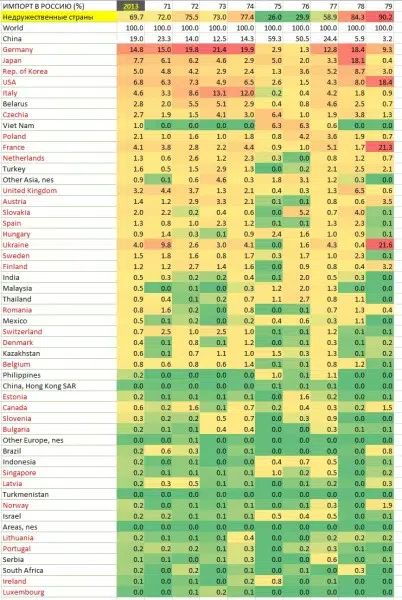 ИМПОРТ В РОССИЮ (%) 2013 71 72 73 74 75 76 77 78 79
Недружественные страны 69.7 72.0 75.5 73.0 77.4 26.0 29.9 58.9 84.3 90.2
World 100.0 100.0 100.0 100.0 100.0 100.0 100.0 100.0 100.0 100.0
China 19.0 23.3 14.0 12.5 14.3 59.3 50.5 24.4 5.9 3.2
Germany 14.8 15.0 19.8 21.4 19.9 2.9 1.3 12.8 18.4 9.3
Japan 7.7 6.1 6.2 4.6 2.9 5.0 2.0 3.3 18.1 0.4
Rep. of Korea 5.0 4.8 4.2 2.9 2.4 1.3 3.6 5.2 8.7 3.0
USA 6.8 6.3 7.3 4.9 6.5 2.6 1.5 4.3 8.0 18.4
Italy 4.6 3.3 8.6 13.1 12.0 0.2 0.4 4.2 1.8 0.9
Belarus 2.8 2.0 5.5 5.1 2.9 0.4 0.8 4.6 2.5 0.7
Czechia 2.7 1.9 1.5 4.1 3.0 6.4 1.0 1.9 3.8 1.3
Viet Nam 1.0 0.0 0.0 0.0 0.0 6.3 6.3 0.6 0.0 0.0
Poland 2.1 1.0 1.6 1.0 1.8 0.8 4.2 3.6 1.9 0.7
France 4.1 3.8 2.8 2.2 4.4 0.9 1.0 5.1 1.7 21.3
Netherlands 1.3 0.6 2.6 1.2 2.3 0.3 0.0 0.8 1.2 0.7
Turkey 1.6 0.5 1.5 2.9 1.3 0.0 0.2 2.1 2.5 2.1
Other Asia, nes 0.9 0.1 0.6 4.6 0.3 1.8 3.1 1.2 0.3 0.0
United Kingdom 3.2 4.4 3.7 1.3 2.1 0.4 0.3 1.3 6.5 0.6
Austria 1.4 1.2 2.9 3.3 2.1 0.1 0.1 0.8 0.6 3.5
Slovakia 2.0 2.2 0.2 0.4 0.6 0.0 5.2 0.7 4.0 0.1
Spain 1.3 0.8 1.0 2.3 1.2 0.1 0.1 1.3 2.3 0.1
Hungary 0.9 1.4 0.3 0.1 0.9 2.4 1.6 1.0 0.9 0.1
Ukraine 4.0 9.8 2.6 3.0 4.1 0.0 1.6 4.3 0.4 21.6
Sweden 1.5 1.8 1.6 0.8 1.7 0.3 1.7 1.0 2.3 0.1
Finland 1.2 1.2 2.7 1.4 1.6 0.0 0.9 0.8 0.4 3.2
India 0.5 0.3 0.2 0.2 0.4 0.1 2.0 0.5 0.3 0.0
Malaysia 0.5 0.0 0.1 0.0 0.3 1.2 2.0 1.3 0.0 0.0
Thailand 0.9 0.4 0.1 0.2 0.7 1.1 2.7 0.8 1.1 0.0
Romania 0.8 1.6 0.2 0.0 0.8 0.1 0.0 0.7 1.3 0.4
Mexico 0.5 0.1 0.2 0.0 0.2 0.4 0.6 1.3 1.1 0.0
Switzerland 0.7 2.5 1.0 2.5 1.0 0.1 0.1 1.2 0.1 0.1
Denmark 0.4 0.1 0.8 0.1 1.2 0.0 0.2 0.5 0.1 0.2
Kazakhstan 0.6 0.1 0.7 1.1 1.0 1.5 0.3 1.3 0.1 0.2
Belgium 0.8 0.6 0.8 0.6 1.4 0.1 0.1 0.8 1.2 0.1
Philippines 0.2 0.0 0.0 0.0 0.0 1.0 0.1 1.1 0.0 0.0
China, Hong Kong SAR 0.0 0.0 0.0 0.0 0.0 0.1 0.1 0.1 0.0 0.0
Estonia 0.2 0.1 0.1 0.0 0.1 0.0 1.6 0.2 0.0 0.1
Canada 0.6 0.2 1.6 0.1 0.7 0.2 0.4 0.3 0.2 1.5
Slovenia 0.3 0.2 0.2 0.5 0.7 0.0 0.3 0.9 0.0 0.0
Bulgaria 0.2 0.1 0.1 0.7 0.4 0.0 0.0 0.3 0.1 0.1
Other Europe, nes 0.0 0.0 0.1 0.0 0.0 0.0 0.0 0.0 0.0 0.0
Brazil 0.2 0.6 0.3 0.0 0.1 0.0 0.0 0.0 0.0 0.8
Indonesia 0.2 0.0 0.1 0.0 0.0 0.4 0.7 0.5 0.0 0.1
Singapore 0.2 0.1 0.1 0.0 0.1 1.0 0.2 0.5 0.0 0.2
Latvia 0.2 0.3 0.5 0.1 0.1 0.0 0.1 0.2 0.0 0.3
Turkmenistan 0.0 0.0 0.0 0.0 0.0 0.0 0.0 0.0 0.0 0.0
Norway 0.2 0.1 0.0 0.1 0.1 0.0 0.0 0.3 0.0 1.9
Israel 0.2 0.2 0.1 0.1 0.3 0.5 0.4 0.5 0.0 0.1
Areas, nes 0.0 0.0 0.0 0.0 0.0 0.0 0.0 0.0 0.0 0.0
Lithuania 0.2 0.1 0.1 0.1 0.4 0.0 0.0 0.2 0.2 0.2
Portugal 0.2 0.2 0.1 0.1 0.3 0.0 0.2 0.3 0.1 0.0
Serbia 0.1 0.0 0.1 0.1 0.3 0.0 0.0 0.6 0.0 0.1
South Africa 0.2 0.0 0.2 0.0 0.1 0.0 0.1 0.0 0.3 0.0
Ireland 0.1 0.0 0.2 0.0 0.1 0.8 0.0 0.1 0.0 0.0
Luxembourg 0.0 0.0 0.1 0.2 0.1 0.0 0.0 0.0 0.0 0.0